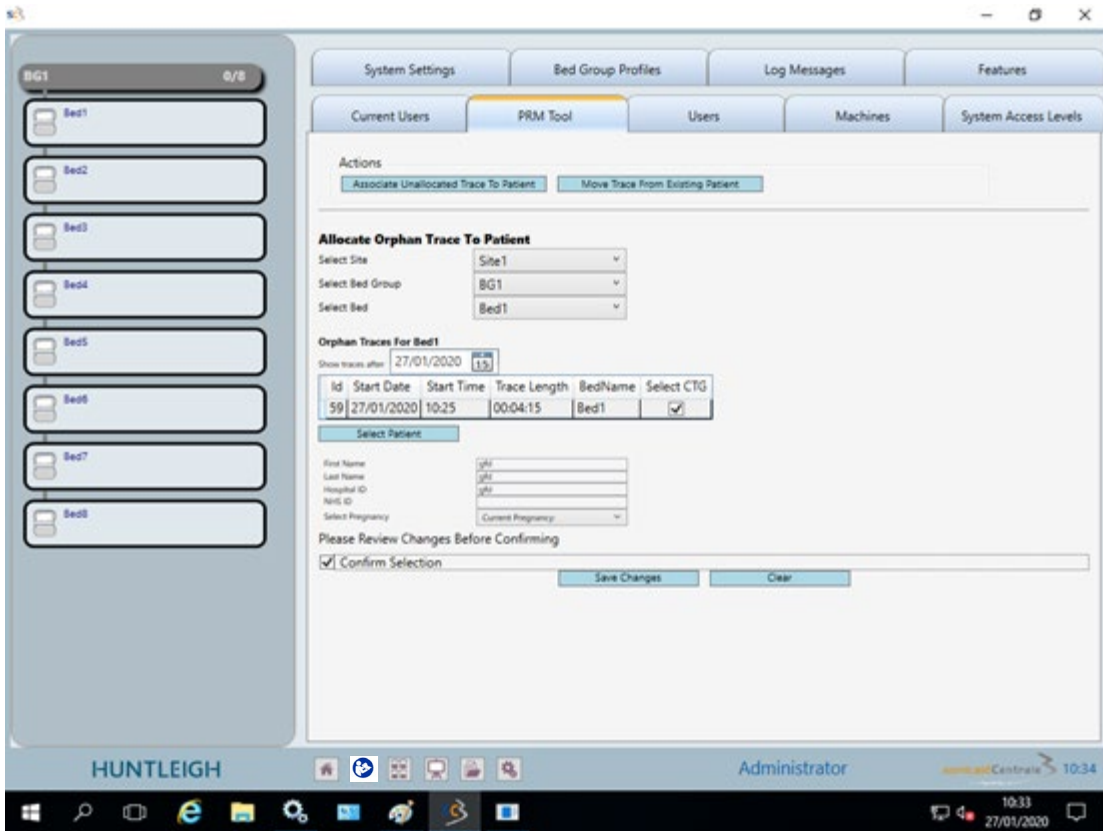 BG1 0/8
Bed1
Bed2
Bed3
Bed4
Bed5
Bed6
Bed7
Bed8
System Settings Bed Group Profiles Log Messages Features
Current Users PRM Tool Users Machines System Access Levels
Actions
Associate Unallocated Trace To Patient Move Trace From Existing Patient
Allocate Orphan Trace To Patient
Select Site Site1
Select Bed Group BG1
Select Bed Bed1
Orphan Traces For Bed1
Show traces after 27/01/2020 15
Id Start Date Start Time Trace Length BedName Select CTG
59 27/01/2020 10:25 00:04:15 Bed1
Select Patient
First Name
Last Name
Hospital ID
NHS ID
Select Pregnancy Current Pregnancy
Please Review Changes Before Confirming
Confirm Selection
Save Changes Clear
HUNTLEIGH Administrator Centrale 10:34
10:33
27/01/2020